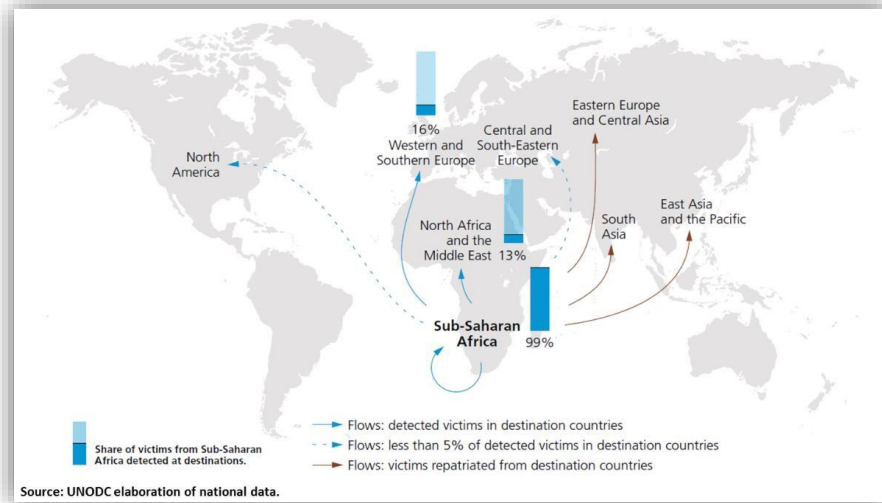 16%
Western and
Southern Europe
Central and
South-Eastern
Europe
Eastern Europe
and Central Asia
North
America
North Africa
and the
Middle East
13%
South
Asia
East Asia
and the Pacific
Sub-Saharan
Africa
99%
Share of victims from Sub-Saharan
Africa detected at destinations.
Flows: detected victims in destination countries
Flows: less than 5% of detected victims in destination countries
Flows: victims repatriated from destination countries
Source: UNODC elaboration of national data.